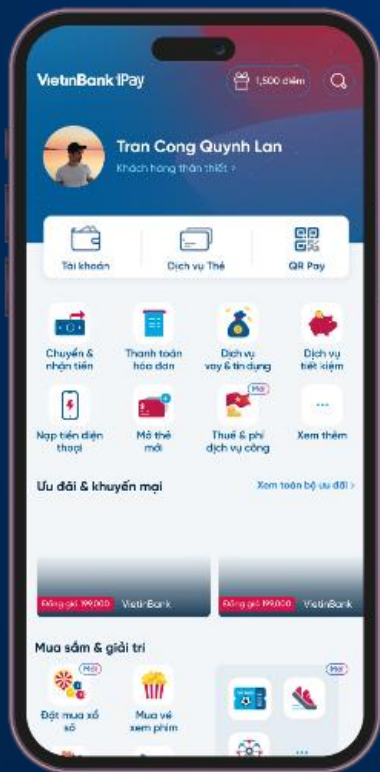 VietinBank iPay
1,500 điểm
Tran Cong Quynh Lan
Khách hàng thân thiết >
Tài khoản
Dịch vụ Thẻ
QR Pay
Chuyển & nhận tiền
Thanh toán hóa đơn
Dịch vụ vay & tín dụng
Dịch vụ tiết kiệm
Nạp tiền điện thoại
Mở thẻ mới
Mới
Thuế & phí dịch vụ công
Xem thêm
Ưu đãi & khuyến mại
Xem toàn bộ ưu đãi >
Đồng giá 199,000 VietinBank
Đồng giá 199,000 VietinBank
Mua sắm & giải trí
Mới
Mới
Đặt mua xổ số
Mua vé xem phim